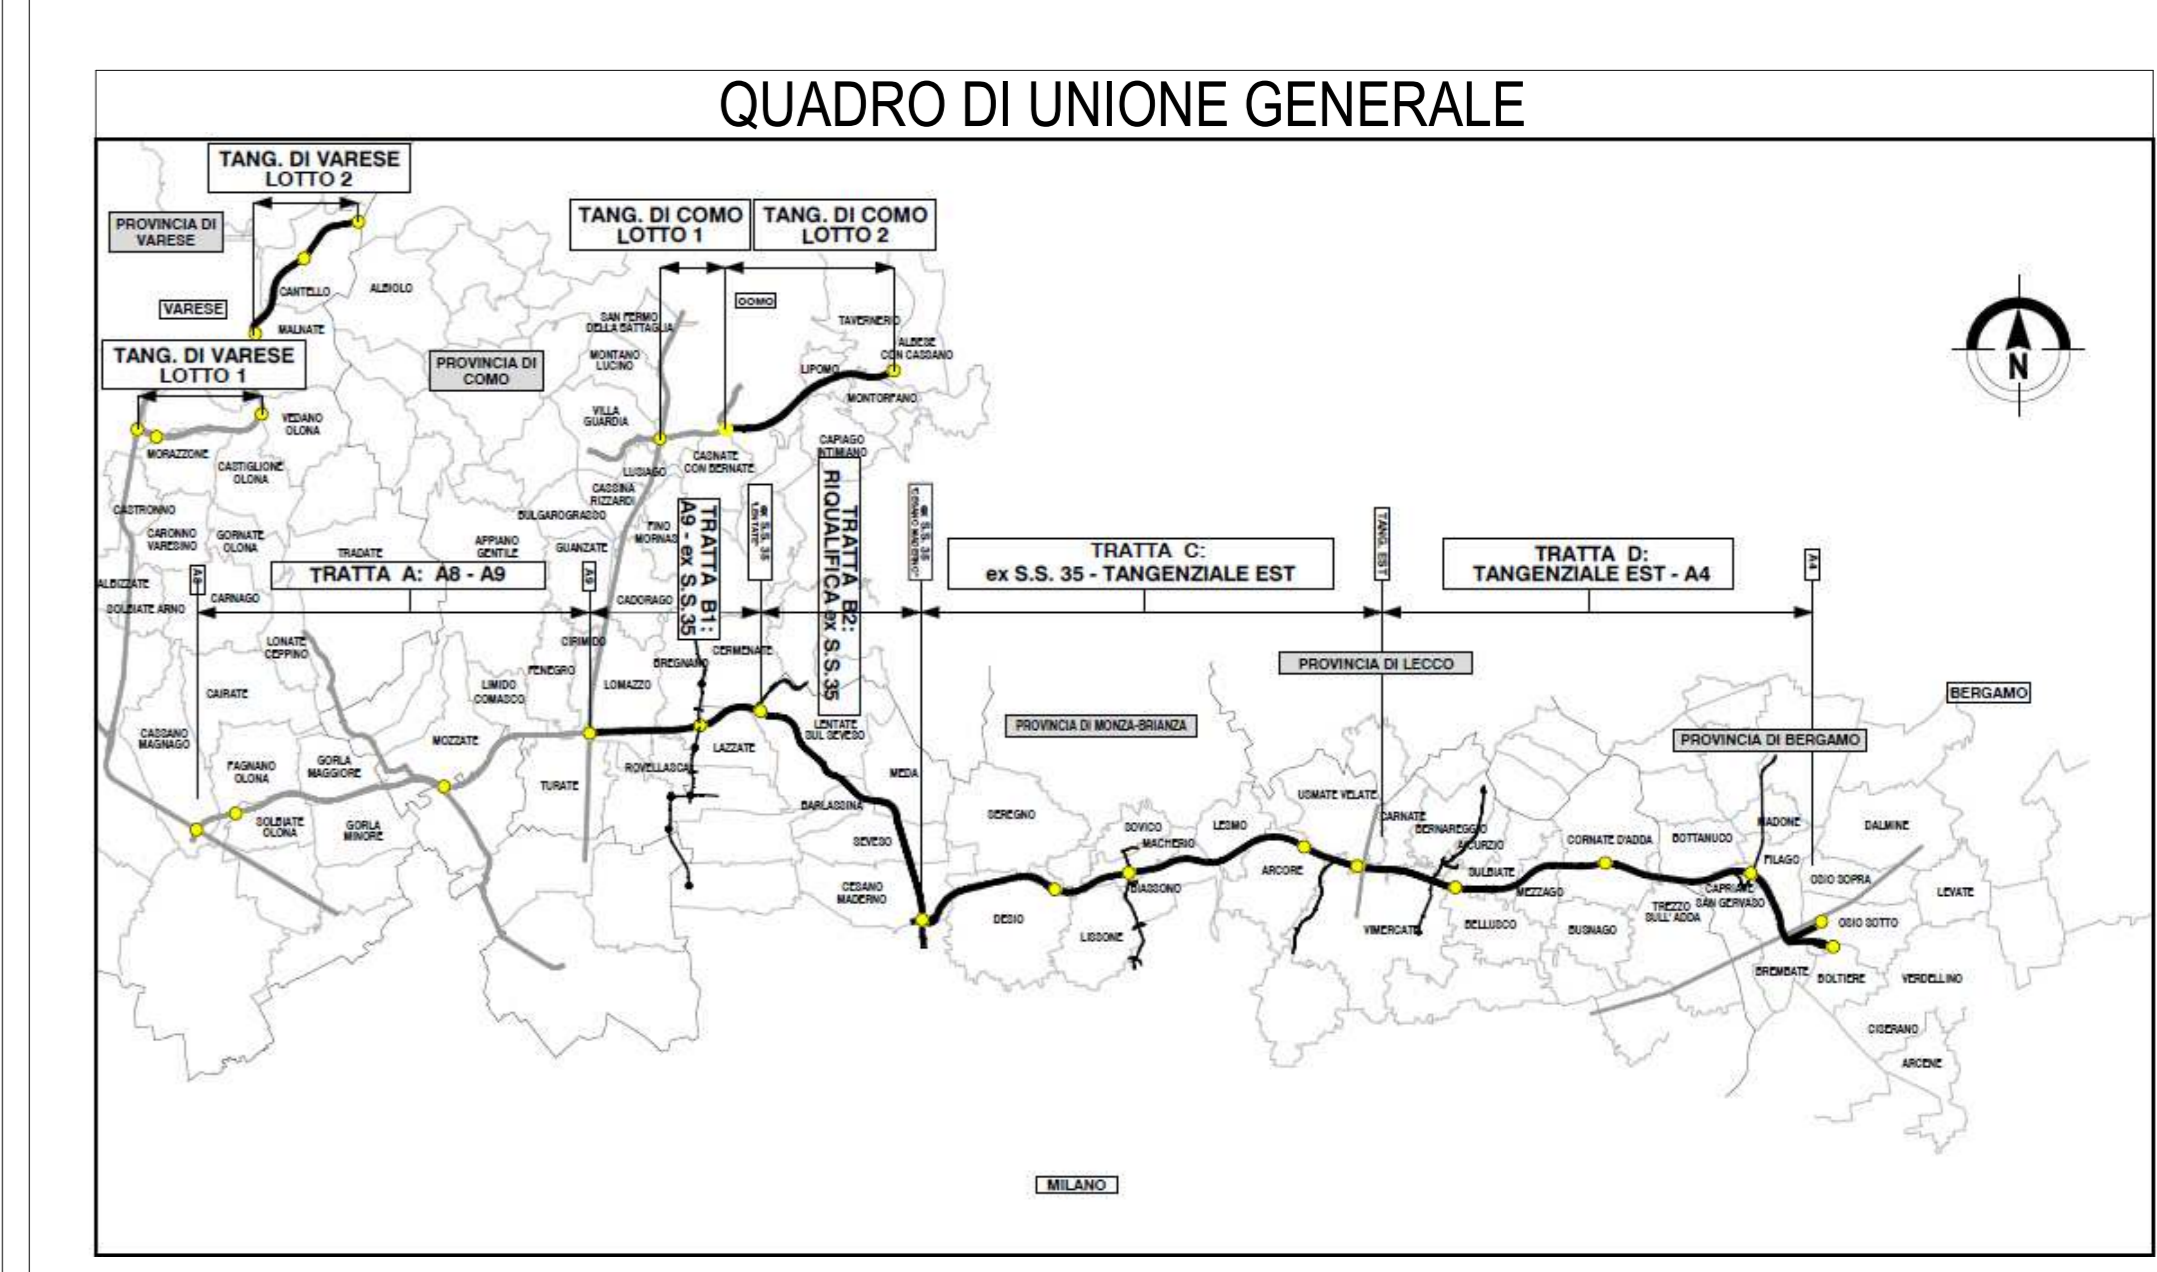 QUADRO DI UNIONE GENERALE
TANG. DI VARESE
LOTTO 2
PROVINCIA DI
VARESE
TANG. DI COMO
LOTTO 1
TANG. DI COMO
LOTTO 2
CANTELLO
ALBIOLO
VARESE
COMO
MALNATE
SAN FERMO
DELLA BATTAGLIA
TAVERNERIO
ALBESE
CON CASSANO
TANG. DI VARESE
LOTTO 1
PROVINCIA DI
COMO
MONTANO
LUCINO
LIPOMO
MONTORFANO
N
VEDANO
OLONA
VILLA
GUARDIA
MORAZZONE
CASTIGLIONE
OLONA
LUSIAGO
CASNATE
CON BERNATE
CAPIAGO
INTIMIANO
CASSINA
RIZZARDI
CASTRONNO
BULGAROGRASSO
CARONNO
VARESINO
GORNATE
OLONA
TRADATE
APPIANO
GENTILE
GUANZATE
FINO
MORNAS
TRATTA B1:
A9 - ex S.S.35
ex S.S. 35
"LENTATE"
TRATTA B2:
RIQUALIFICA ex S.S.35
ex S.S. 35
TRATTA C:
ex S.S. 35 - TANGENZIALE EST
TANG. EST
TRATTA D:
TANGENZIALE EST - A4
A4
ALBIZZATE
A8
TRATTA A: A8 - A9
A9
SOLBIATE ARNO
CARNAGO
CADORAGO
LONATE
CEPPINO
CIRIMIDO
FENEGRO
BREGNANO
CERMENATE
CAIRATE
LIMIDO
COMASCO
LOMAZZO
PROVINCIA DI LECCO
BERGAMO
PROVINCIA DI MONZA-BRIANZA
PROVINCIA DI BERGAMO
CASSANO
MAGNAGO
MOZZATE
LAZZATE
LENTATE
SUL SEVESO
FAGNANO
OLONA
GORLA
MAGGIORE
TURATE
ROVELLASCA
MEDA
BARLASSINA
SOLBIATE
OLONA
GORLA
MINORE
SEVESO
SEREGNO
SOVICO
MACHERIO
LESMO
USMATE VELATE
CARNATE
BERNAREGGIO
AICURZIO
CORNATE D'ADDA
BOTTANUCO
MADONE
DALMINE
FILAGO
CESANO
MADERNO
DESIO
BIASSONO
ARCORE
SULBIATE
MEZZAGO
CAPRIATE
SAN GERVASO
OSIO SOPRA
LEVATE
LISSONE
VIMERCATE
BELLUSCO
BUSNAGO
TREZZO
SULL' ADDA
OSIO SOTTO
BREMBATE
BOLTIERE
VERDELLINO
CISERANO
ARCENE
MILANO